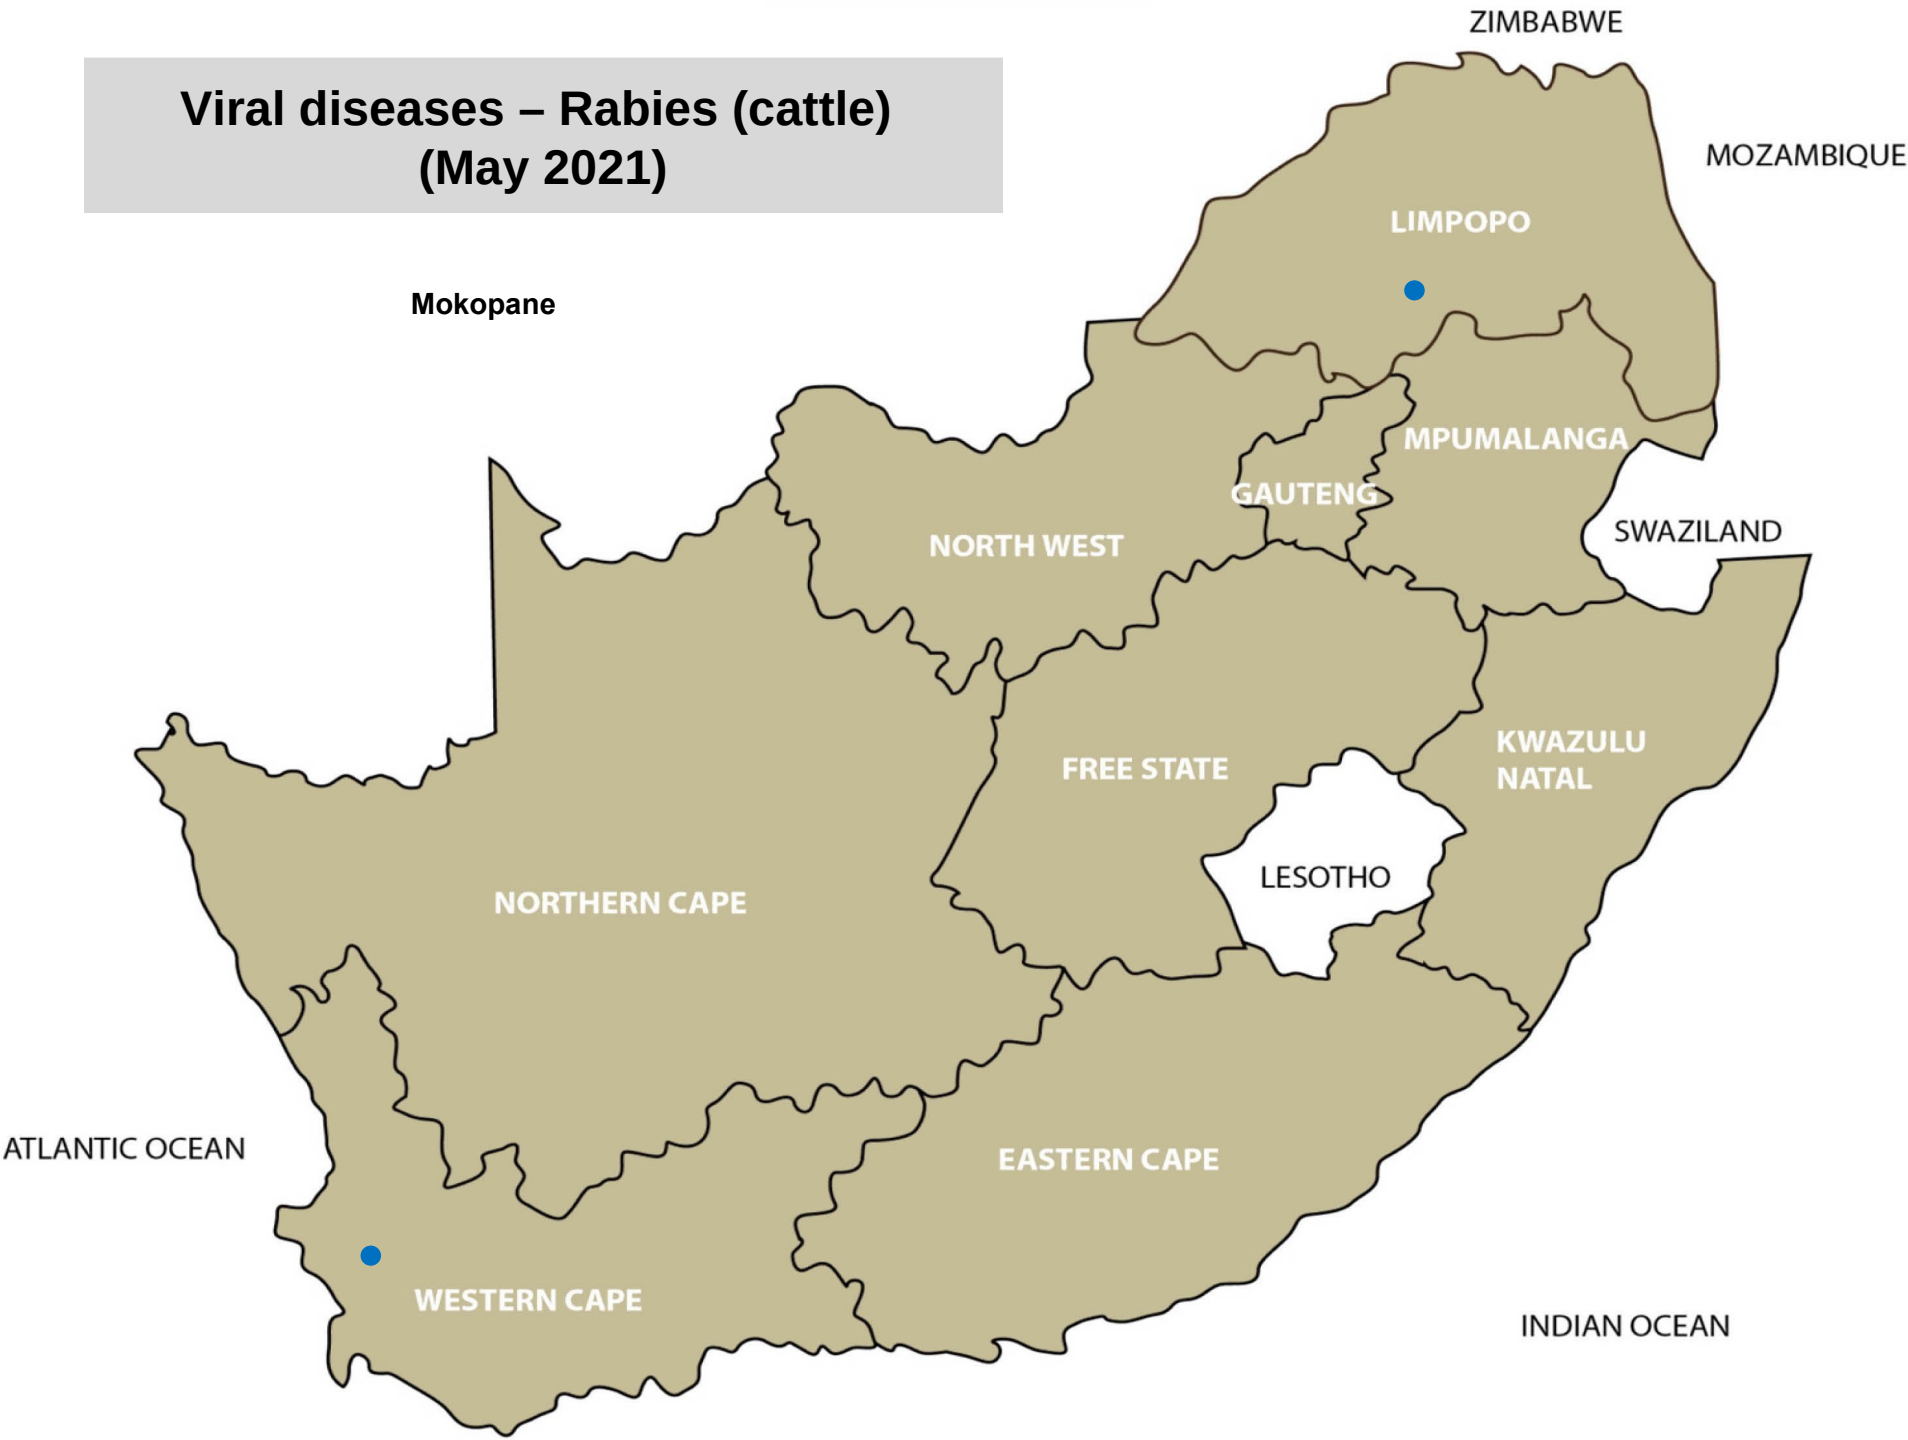 ZIMBABWE
Viral diseases – Rabies (cattle)
(May 2021)
MOZAMBIQUE
LIMPOPO
Mokopane
MPUMALANGA
GAUTENG
SWAZILAND
NORTH WEST
KWAZULU
NATAL
FREE STATE
LESOTHO
NORTHERN CAPE
ATLANTIC OCEAN
EASTERN CAPE
WESTERN CAPE
INDIAN OCEAN